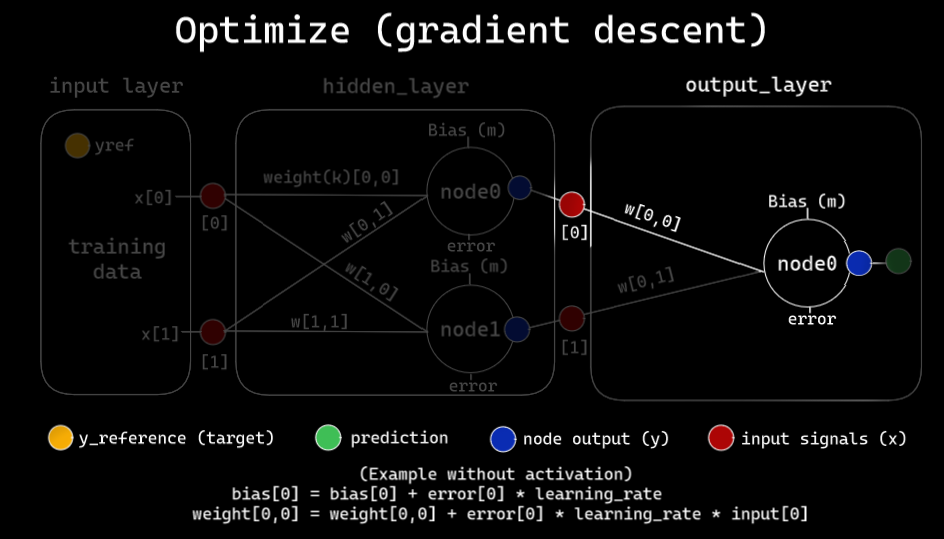 Optimize (gradient descent)
input layer
hidden_layer
output_layer
yref
x[0]
training
data
x[1]
[0]
[1]
weight(k)[0,0]
w[0,1]
w[1,0]
w[1,1]
Bias (m)
node0
error
Bias (m)
node1
error
[0]
[1]
w[0,0]
w[0,1]
Bias (m)
node0
error
y_reference (target)
prediction
node output (y)
input signals (x)
(Example without activation)
bias[0] = bias[0] + error[0] * learning_rate
weight[0,0] = weight[0,0] + error[0] * learning_rate * input[0]